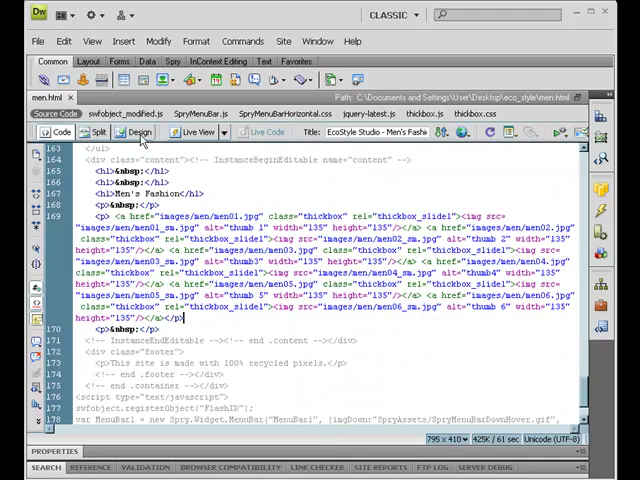 Dw
CLASSIC
File Edit View Insert Modify Format Commands Site Window Help
Common Layout Forms Data Spry InContext Editing Text Favorites
men.html Path: C:\Documents and Settings\User\Desktop\eco_style\men.html
Source Code swfobject_modified.js SpryMenuBar.js SpryMenuBarHorizontal.css jquery-latest.js thickbox.js thickbox.css
Code Split Design Live View Live Code Title: EcoStyle Studio - Men's Fashi
163 </ul>
164 <div class="content"><!-- InstanceBeginEditable name="content" -->
165 <h1>&nbsp;</h1>
166 <h1>&nbsp;</h1>
167 <h1>Men's Fashion</h1>
168 <p>&nbsp;</p>
169 <p> <a href="images/men/men01.jpg" class="thickbox" rel="thickbox_slide1"><img src=
"images/men/men01_sm.jpg" alt="thumb 1" width="135" height="135"/></a> <a href="images/men/men02.jpg"
class="thickbox" rel="thickbox_slide1"><img src="images/men/men02_sm.jpg" alt="thumb 2" width="135"
height="135"/></a> <a href="images/men/men03.jpg" class="thickbox" rel="thickbox_slide1"><img src=
"images/men/men03_sm.jpg" alt="thumb3" width="135" height="135"/></a> <a href="images/men/men04.jpg"
class="thickbox" rel="thickbox_slide1"><img src="images/men/men04_sm.jpg" alt="thumb4" width="135"
height="135"/></a> <a href="images/men/men05.jpg" class="thickbox" rel="thickbox_slide1"><img src=
"images/men/men05_sm.jpg" alt="thumb 5" width="135" height="135"/></a> <a href="images/men/men06.jpg"
class="thickbox" rel="thickbox_slide1"><img src="images/men/men06_sm.jpg" alt="thumb 6" width="135"
height="135"/></a></p>
170 <p>&nbsp;</p>
171 <!-- InstanceEndEditable --><!-- end .content --></div>
172 <div class="footer">
173 <p>This site is made with 100% recycled pixels.</p>
174 <!-- end .footer --></div>
175 <!-- end .container --></div>
176 <script type="text/javascript">
177 swfobject.registerObject("FlashID");
178 var MenuBar1 = new Spry.Widget.MenuBar("MenuBar1", {imgDown:"SpryAssets/SpryMenuBarDownHover.gif",
795 x 410 425K / 61 sec Unicode (UTF-8)
PROPERTIES
SEARCH REFERENCE VALIDATION BROWSER COMPATIBILITY LINK CHECKER SITE REPORTS FTP LOG SERVER DEBUG